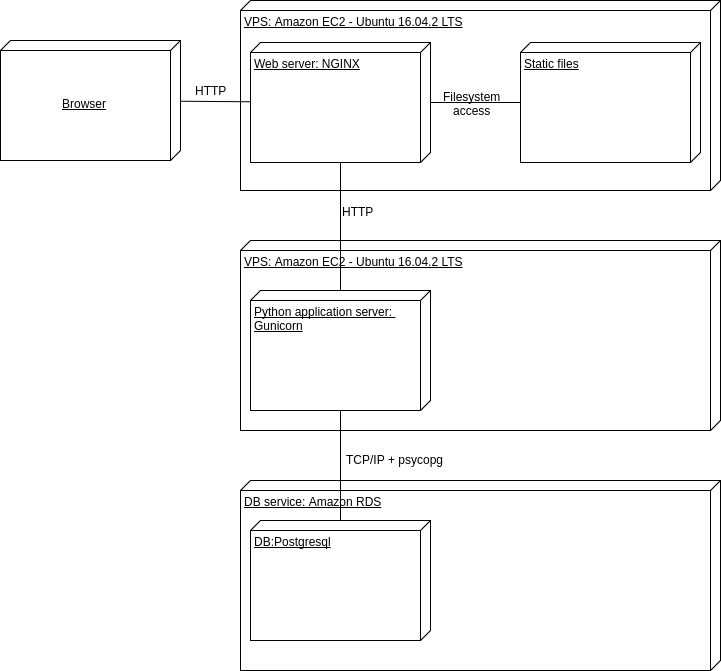 VPS: Amazon EC2 - Ubuntu 16.04.2 LTS
Web server: NGINX
Static files
Browser
HTTP
Filesystem
access
HTTP
VPS: Amazon EC2 - Ubuntu 16.04.2 LTS
Python application server:
Gunicorn
TCP/IP + psycopg
DB service: Amazon RDS
DB:Postgresql